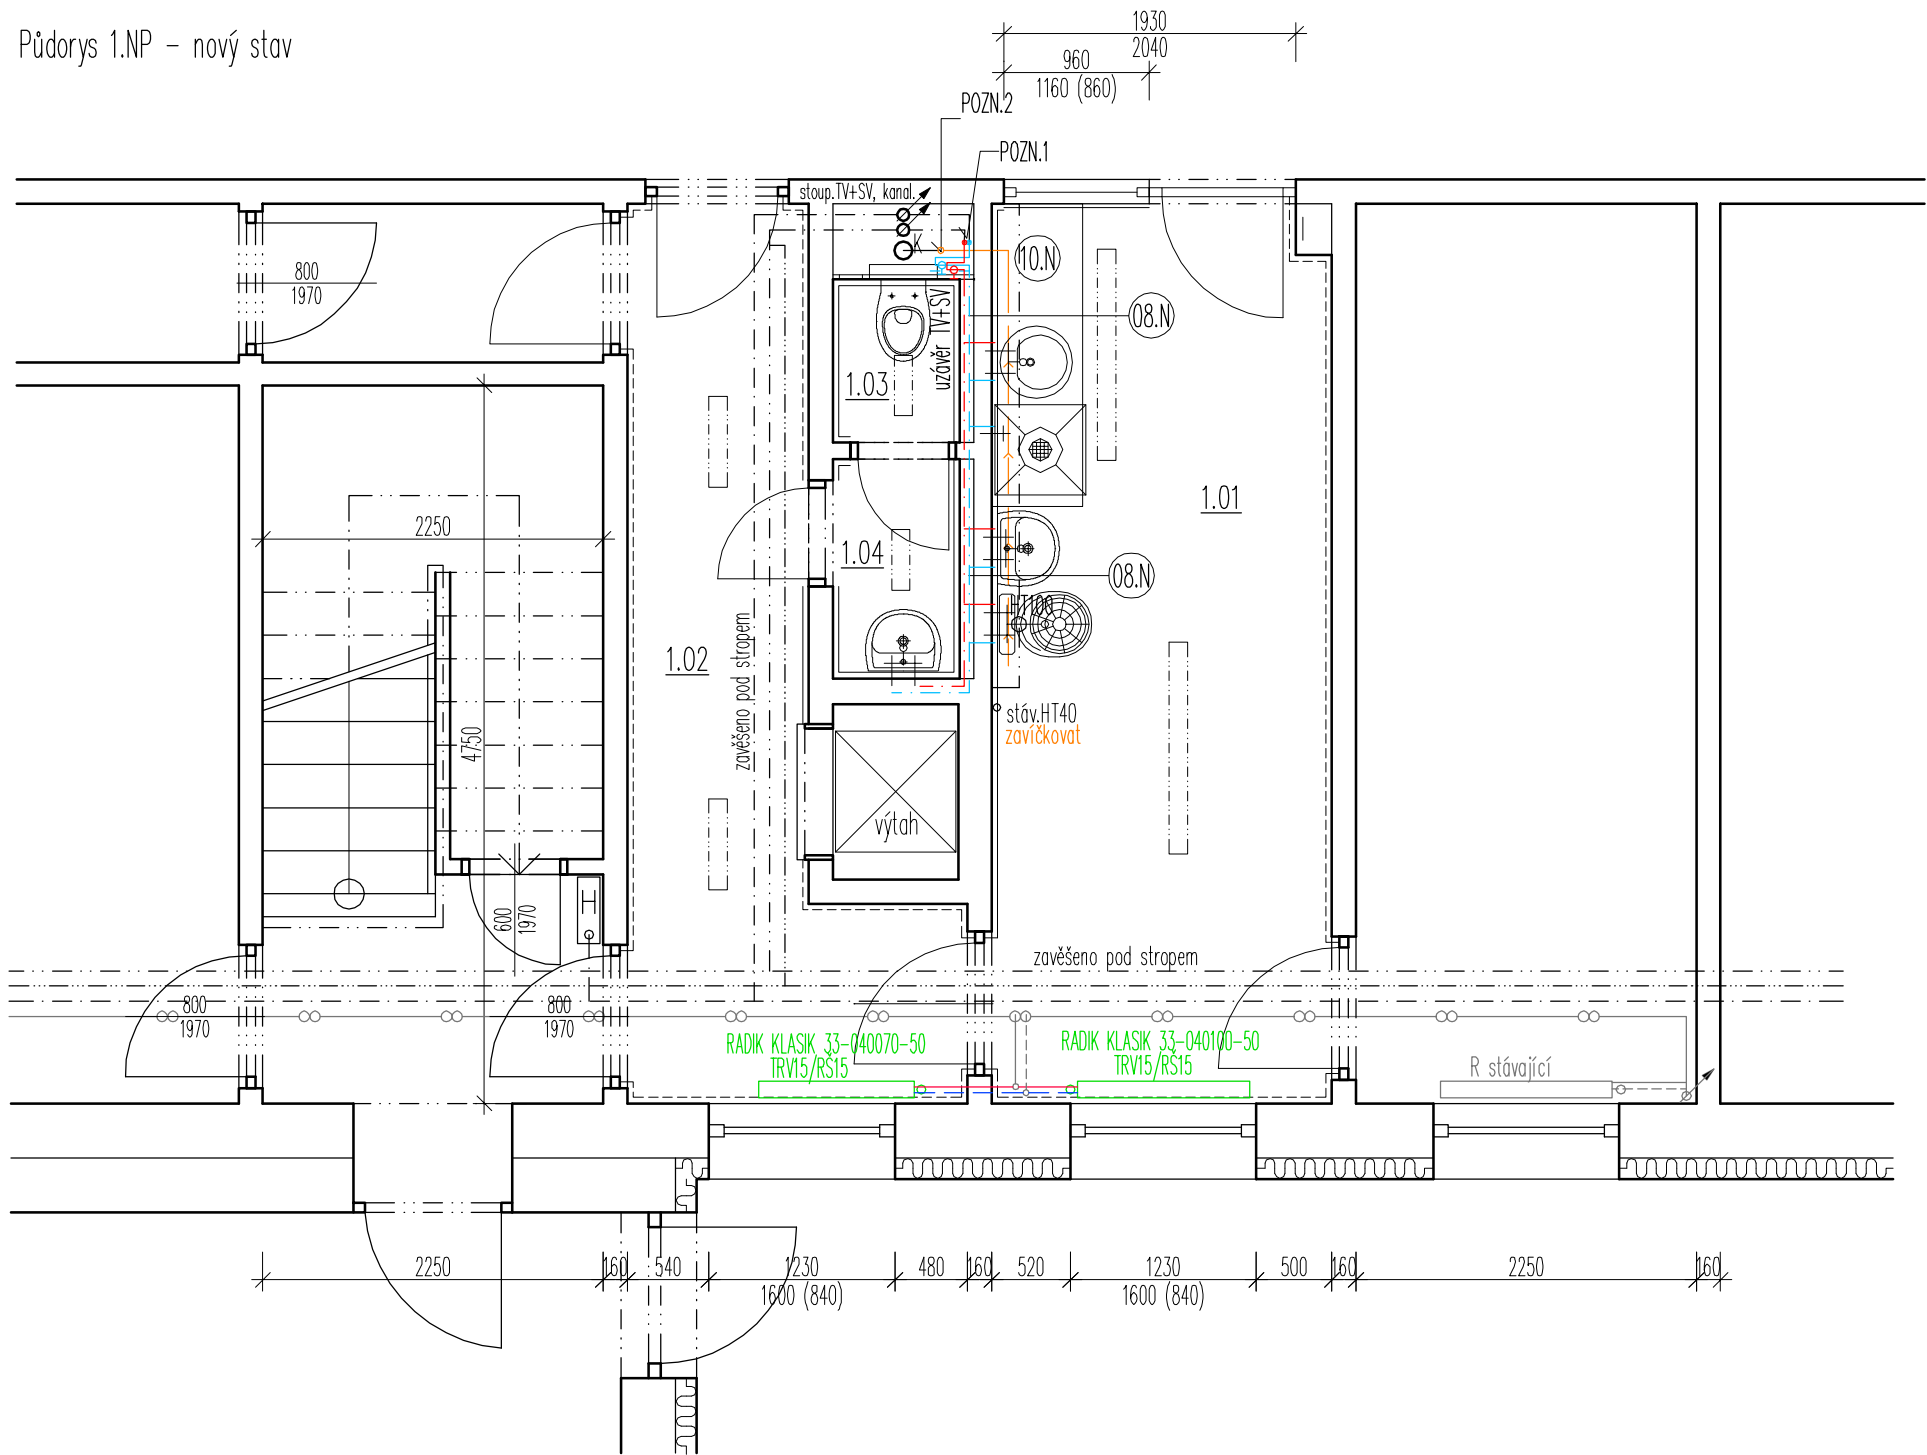 Půdorys 1.NP - nový stav
1930
2040
960
1160 (860)
POZN.2
POZN.1
stoup.TV+SV, kanal.
K
10.N
800
1970
08.N
uzávěr TV+SV
1.03
1.01
2250
1.04
08.N
HT100
1.02
zavěšeno pod stropem
4750
stáv.HT40
zavíčkovat
výtah
H
600
1970
zavěšeno pod stropem
800
1970
800
1970
RADIK KLASIK 33-040070-50
TRV15/RŠ15
RADIK KLASIK 33-040100-50
TRV15/RŠ15
R stávající
2250
160
540
1230
1600 (840)
480
160
520
1230
1600 (840)
500
160
2250
160